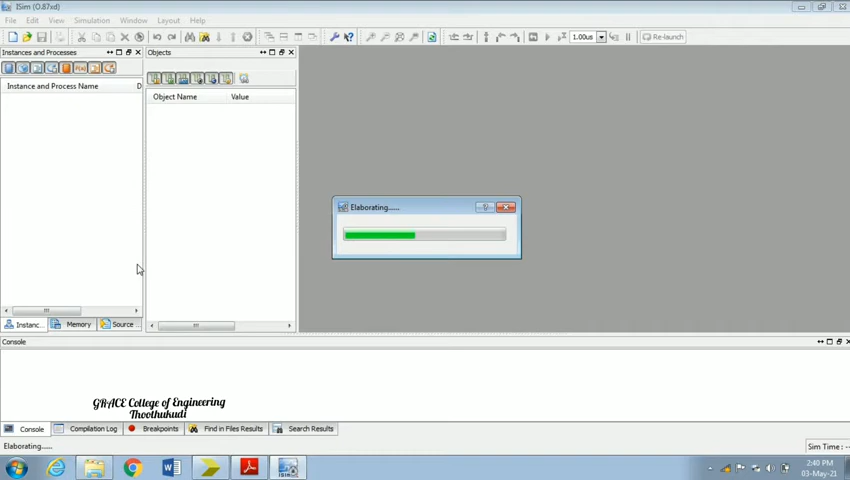 ISim (O.87xd)
File Edit View Simulation Window Layout Help
1.00us Re-launch
Instances and Processes Objects
Instance and Process Name D
Object Name Value
Elaborating......
Instanc... Memory Source ...
Console
GRACE College of Engineering
Thoothukudi
Console Compilation Log Breakpoints Find in Files Results Search Results
Elaborating...... Sim Time : --
2:40 PM
03-May-21